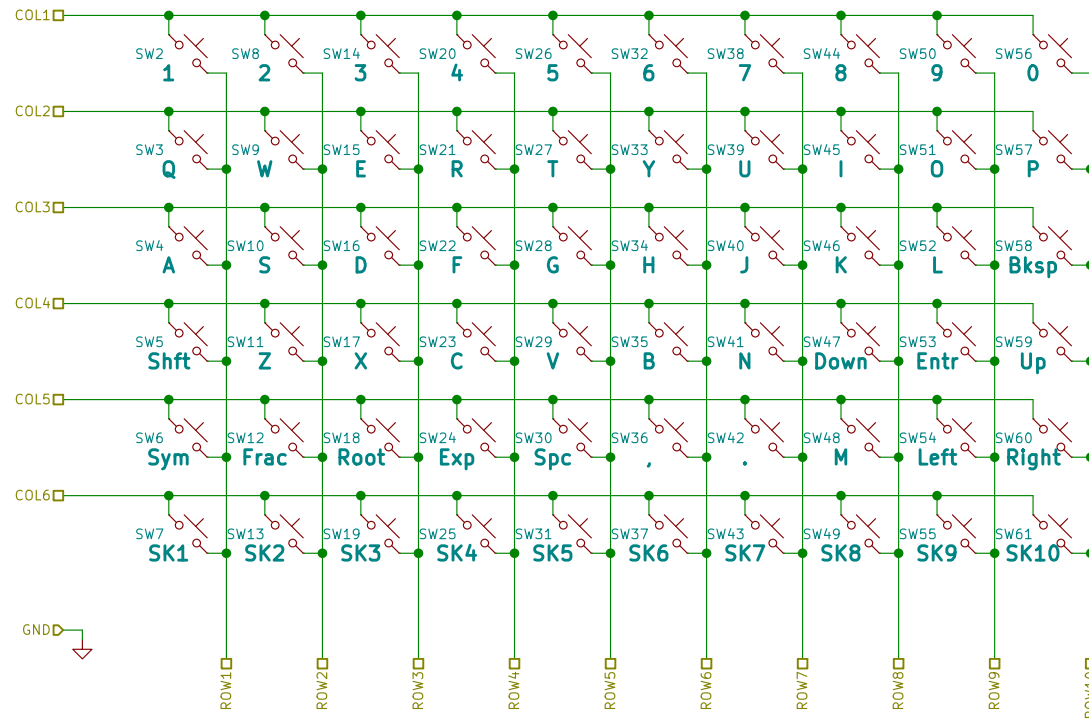 COL1
SW2 SW8 SW14 SW20 SW26 SW32 SW38 SW44 SW50 SW56
1 2 3 4 5 6 7 8 9 0
COL2
SW3 SW9 SW15 SW21 SW27 SW33 SW39 SW45 SW51 SW57
Q W E R T Y U I O P
COL3
SW4 SW10 SW16 SW22 SW28 SW34 SW40 SW46 SW52 SW58
A S D F G H J K L Bksp
COL4
SW5 SW11 SW17 SW23 SW29 SW35 SW41 SW47 SW53 SW59
Shft Z X C V B N Down Entr Up
COL5
SW6 SW12 SW18 SW24 SW30 SW36 SW42 SW48 SW54 SW60
Sym Frac Root Exp Spc , . M Left Right
COL6
SW7 SW13 SW19 SW25 SW31 SW37 SW43 SW49 SW55 SW61
SK1 SK2 SK3 SK4 SK5 SK6 SK7 SK8 SK9 SK10
GND
ROW1 ROW2 ROW3 ROW4 ROW5 ROW6 ROW7 ROW8 ROW9